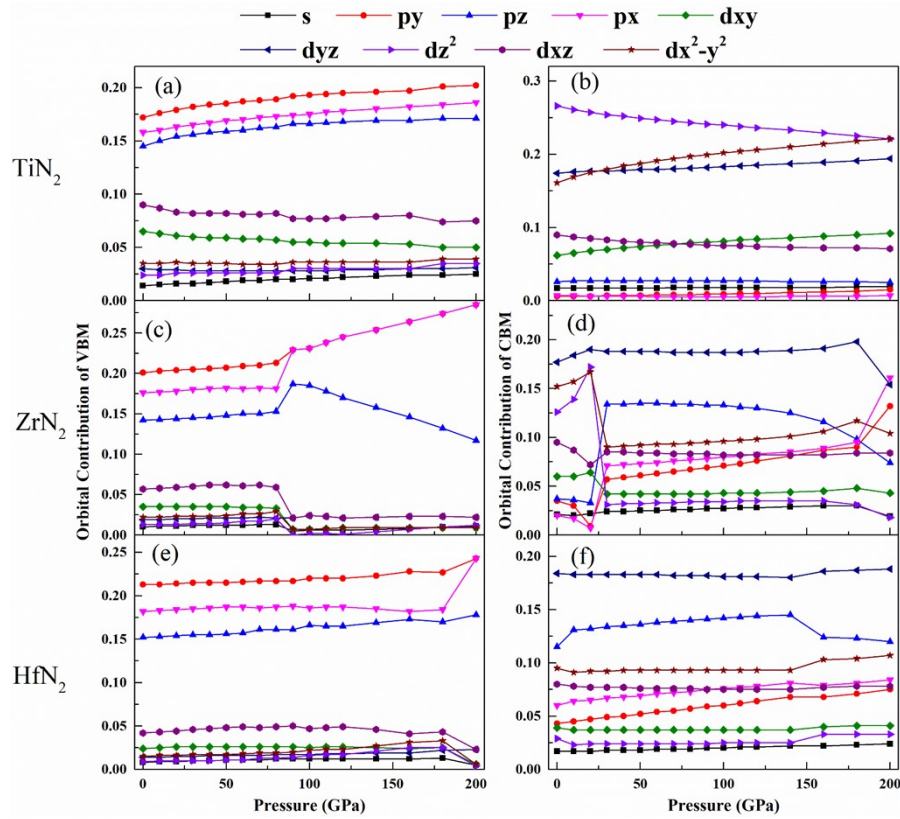 s py pz px dxy
dyz dz² dxz dx²-y²
TiN₂
ZrN₂
HfN₂
Orbital Contribution of VBM
Orbital Contribution of CBM
(a)
0.20
0.15
0.10
0.05
0.00
(b)
0.3
0.2
0.1
0.0
(c)
0.25
0.20
0.15
0.10
0.05
0.00
(d)
0.20
0.15
0.10
0.05
0.00
(e)
0.25
0.20
0.15
0.10
0.05
0.00
(f)
0.20
0.15
0.10
0.05
0.00
0 50 100 150 200
0 50 100 150 200
Pressure (GPa)
Pressure (GPa)